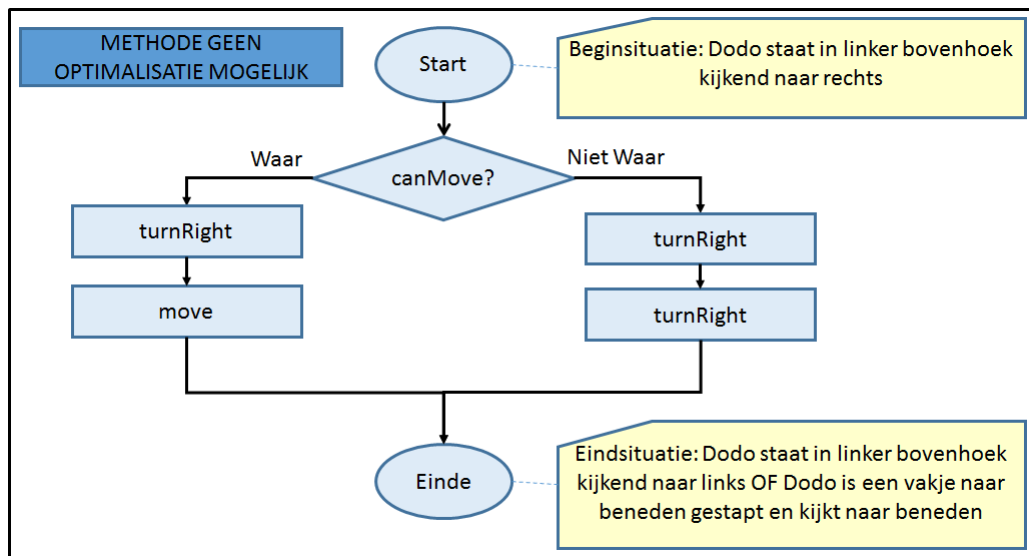 METHODE GEEN
OPTIMALISATIE MOGELIJK
Start
Beginsituatie: Dodo staat in linker bovenhoek
kijkend naar rechts
Waar
canMove?
Niet Waar
turnRight
move
turnRight
turnRight
Einde
Eindsituatie: Dodo staat in linker bovenhoek
kijkend naar links OF Dodo is een vakje naar
beneden gestapt en kijkt naar beneden